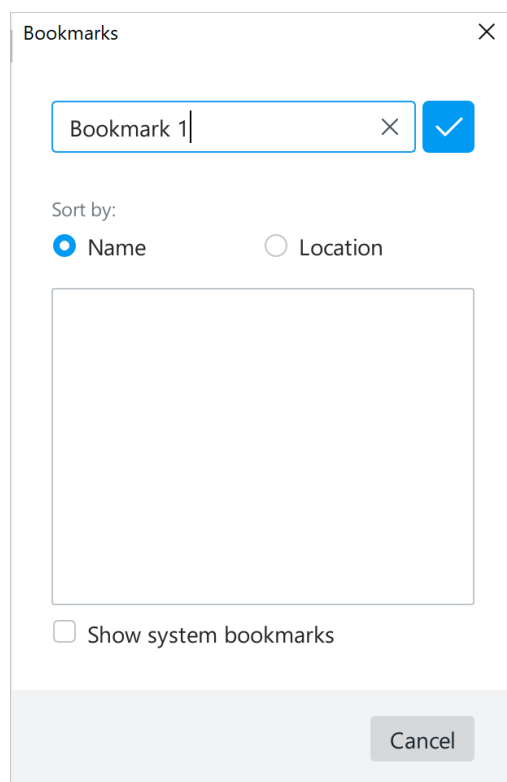 Bookmarks
Bookmark 1
Sort by:
Name Location
Show system bookmarks
Cancel